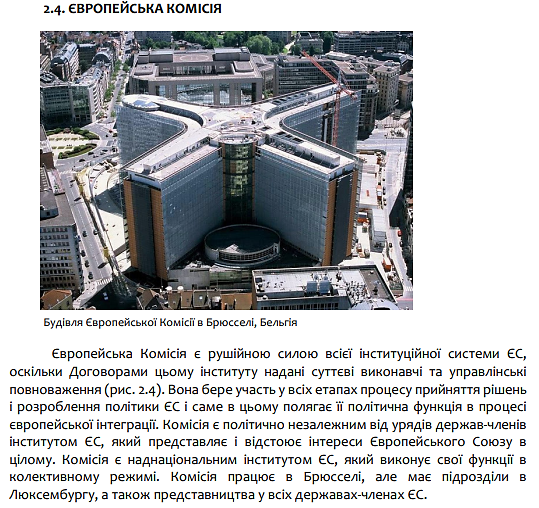 2.4. ЄВРОПЕЙСЬКА КОМІСІЯ
Будівля Європейської Комісії в Брюсселі, Бельгія
Європейська Комісія є рушійною силою всієї інституційної системи ЄС,
оскільки Договорами цьому інституту надані суттєві виконавчі та управлінські
повноваження (рис. 2.4). Вона бере участь у всіх етапах процесу прийняття рішень
і розроблення політики ЄС і саме в цьому полягає її політична функція в процесі
європейської інтеграції. Комісія є політично незалежним від урядів держав-членів
інститутом ЄС, який представляє і відстоює інтереси Європейського Союзу в
цілому. Комісія є наднаціональним інститутом ЄС, який виконує свої функції в
колективному режимі. Комісія працює в Брюсселі, але має підрозділи в
Люксембургу, а також представництва у всіх державах-членах ЄС.